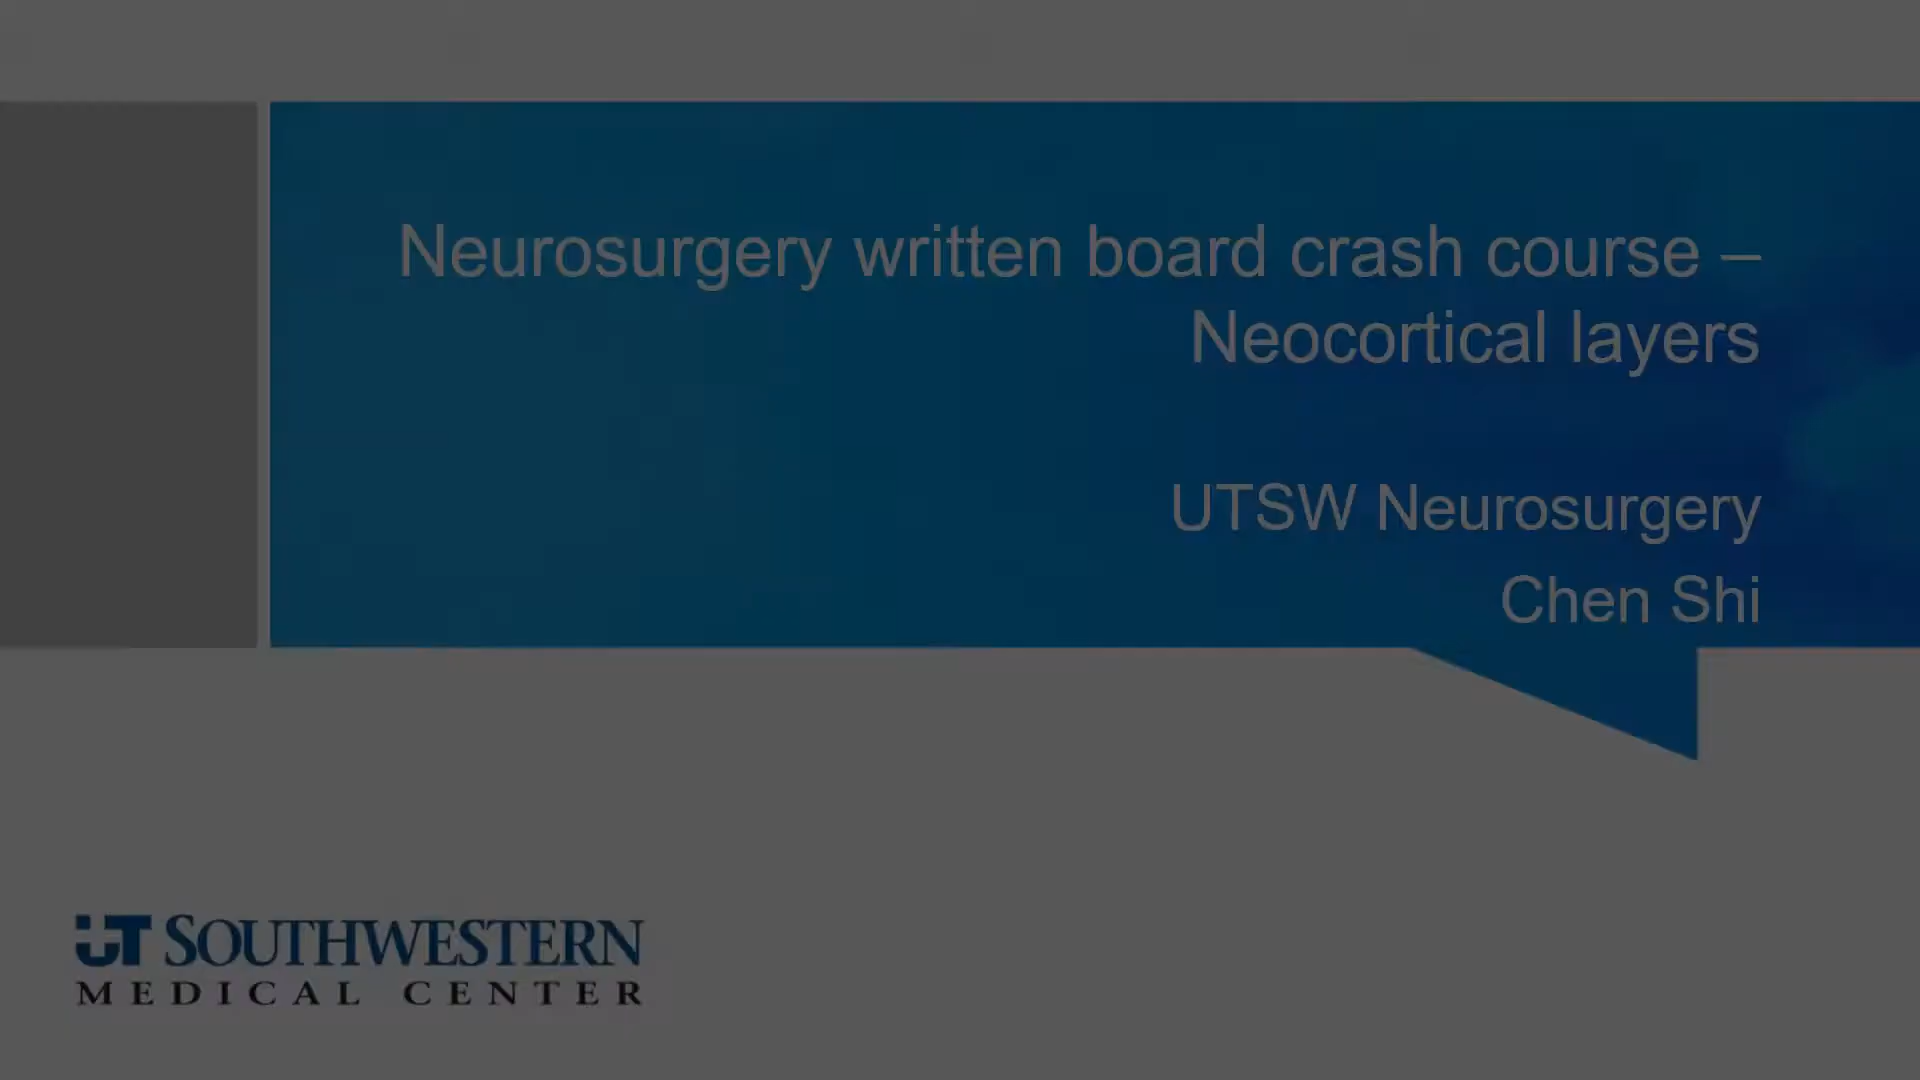 Neurosurgery written board crash course –
Neocortical layers
UTSW Neurosurgery
Chen Shi
UT SOUTHWESTERN
MEDICAL CENTER